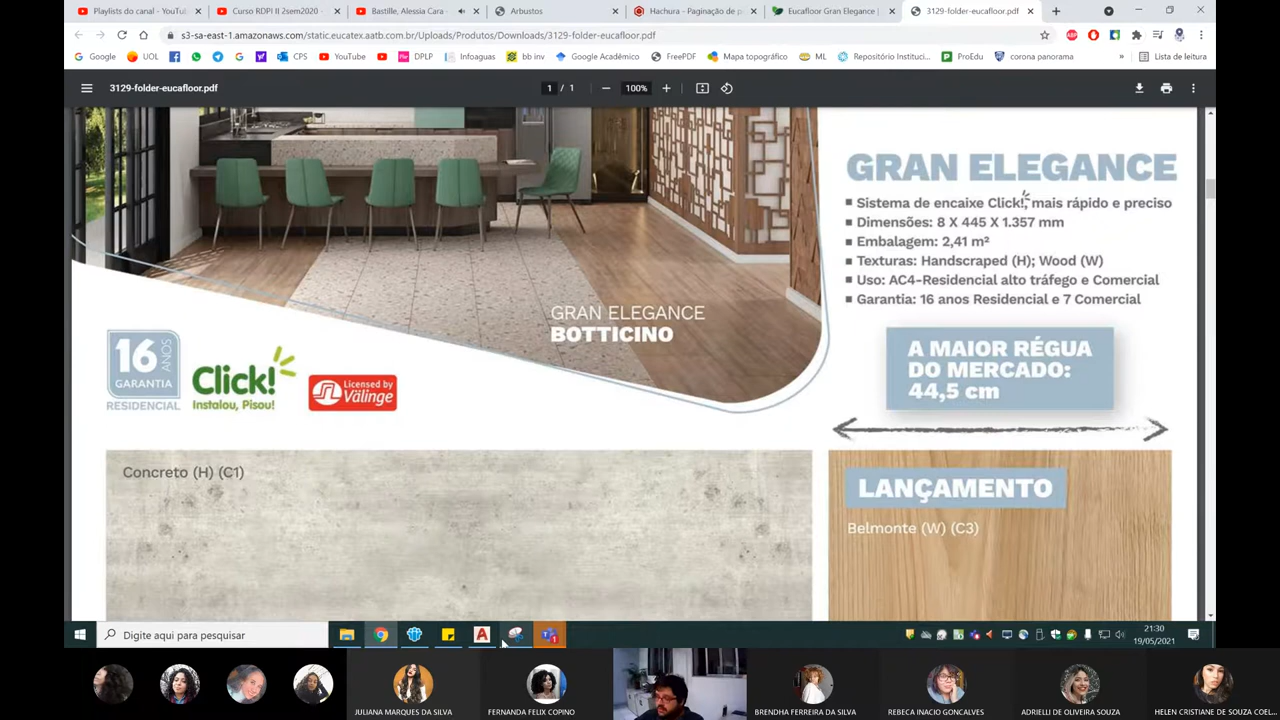 Playlists do canal - YouTu
Curso RDPI II 2sem2020 -
Bastille, Alessia Cara -
Arbustos
Hachura - Paginação de p
Eucafloor Gran Elegance |
3129-folder-eucafloor.pdf
s3-sa-east-1.amazonaws.com/static.eucatex.aatb.com.br/Uploads/Produtos/Downloads/3129-folder-eucafloor.pdf
Google
UOL
CPS
YouTube
DPLP
Infoaguas
bb inv
Google Acadêmico
FreePDF
Mapa topográfico
ML
Repositório Instituci...
ProEdu
corona panorama
»
Lista de leitura
3129-folder-eucafloor.pdf
1 / 1
100%
GRAN ELEGANCE
Sistema de encaixe Click!, mais rápido e preciso
Dimensões: 8 X 445 X 1.357 mm
Embalagem: 2,41 m²
Texturas: Handscraped (H); Wood (W)
Uso: AC4-Residencial alto tráfego e Comercial
Garantia: 16 anos Residencial e 7 Comercial
GRAN ELEGANCE
BOTTICINO
16 ANOS
GARANTIA
RESIDENCIAL
Click!
Instalou, Pisou!
Licensed by
Välinge
A MAIOR RÉGUA
DO MERCADO:
44,5 cm
Concreto (H) (C1)
LANÇAMENTO
Belmonte (W) (C3)
Digite aqui para pesquisar
21:30
19/05/2021
JULIANA MARQUES DA SILVA
FERNANDA FELIX COPINO
BRENDHA FERREIRA DA SILVA
REBECA INACIO GONCALVES
ADRIELLI DE OLIVEIRA SOUZA
HELEN CRISTIANE DE SOUZA COEL...